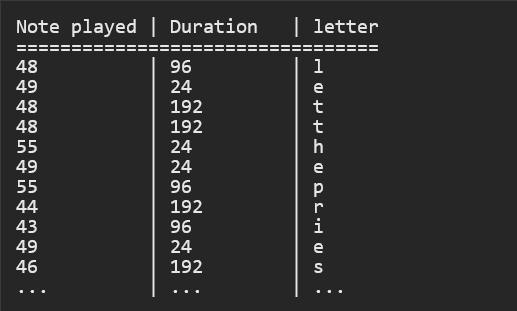 Note played | Duration | letter
=================================
48 | 96 | l
49 | 24 | e
48 | 192 | t
48 | 192 | t
55 | 24 | h
49 | 24 | e
55 | 96 | p
44 | 192 | r
43 | 96 | i
49 | 24 | e
46 | 192 | s
... | ... | ...